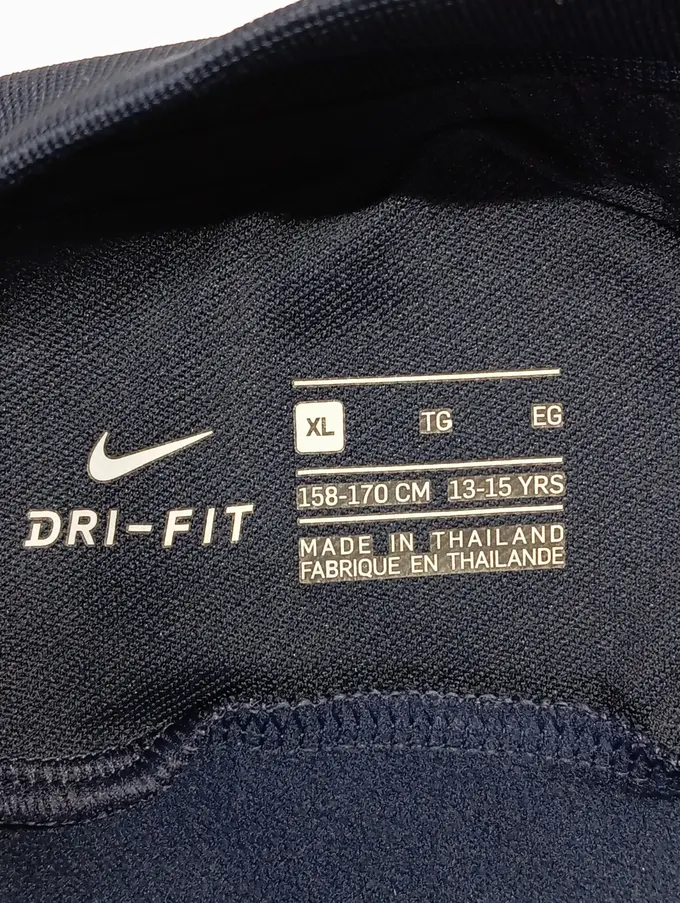 DRI-FIT
XL TG EG
158-170 CM 13-15 YRS
MADE IN THAILAND
FABRIQUE EN THAILANDE